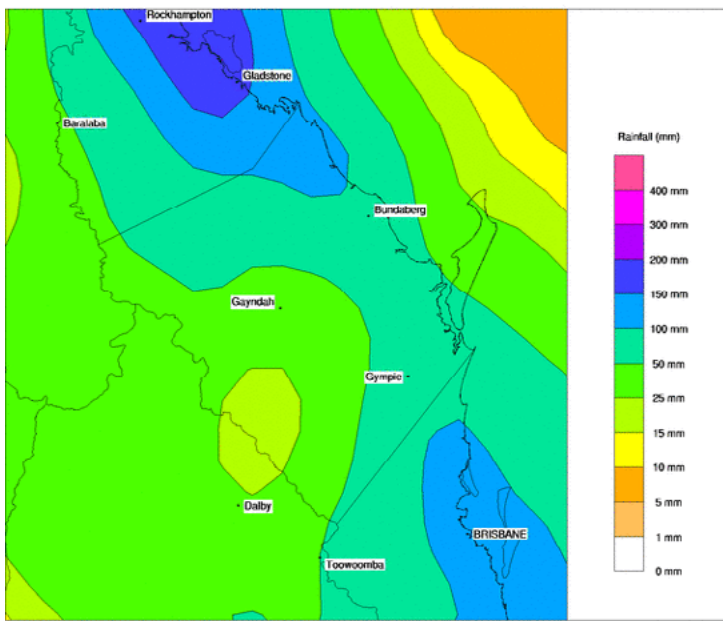 Rockhampton
Gladstone
Baralaba
Bundaberg
Gayndah
Gympie
Dalby
BRISBANE
Toowoomba
Rainfall (mm)
400 mm
300 mm
200 mm
150 mm
100 mm
50 mm
25 mm
15 mm
10 mm
5 mm
1 mm
0 mm